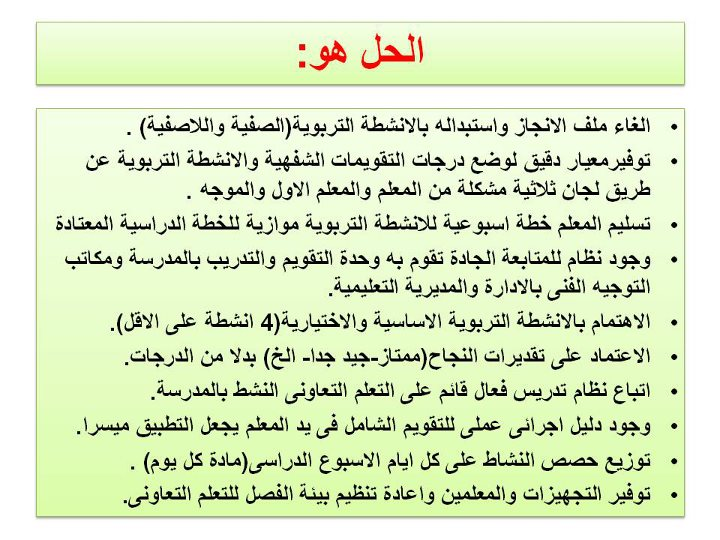 الحل هو:
• الغاء ملف الانجاز واستبداله بالانشطة التربوية(الصفية واللاصفية) .
• توفيرمعيار دقيق لوضع درجات التقويمات الشفهية والانشطة التربوية عن
طريق لجان ثلاثية مشكلة من المعلم والمعلم الاول والموجه .
• تسليم المعلم خطة اسبوعية للانشطة التربوية موازية للخطة الدراسية المعتادة
• وجود نظام للمتابعة الجادة تقوم به وحدة التقويم والتدريب بالمدرسة ومكاتب
التوجيه الفنى بالادارة والمديرية التعليمية.
• الاهتمام بالانشطة التربوية الاساسية والاختيارية(4 انشطة على الاقل).
• الاعتماد على تقديرات النجاح(ممتاز-جيد جدا- الخ) بدلا من الدرجات.
• اتباع نظام تدريس فعال قائم على التعلم التعاونى النشط بالمدرسة.
• وجود دليل اجرائى عملى للتقويم الشامل فى يد المعلم يجعل التطبيق ميسرا.
• توزيع حصص النشاط على كل ايام الاسبوع الدراسى(مادة كل يوم) .
• توفير التجهيزات والمعلمين واعادة تنظيم بيئة الفصل للتعلم التعاونى.